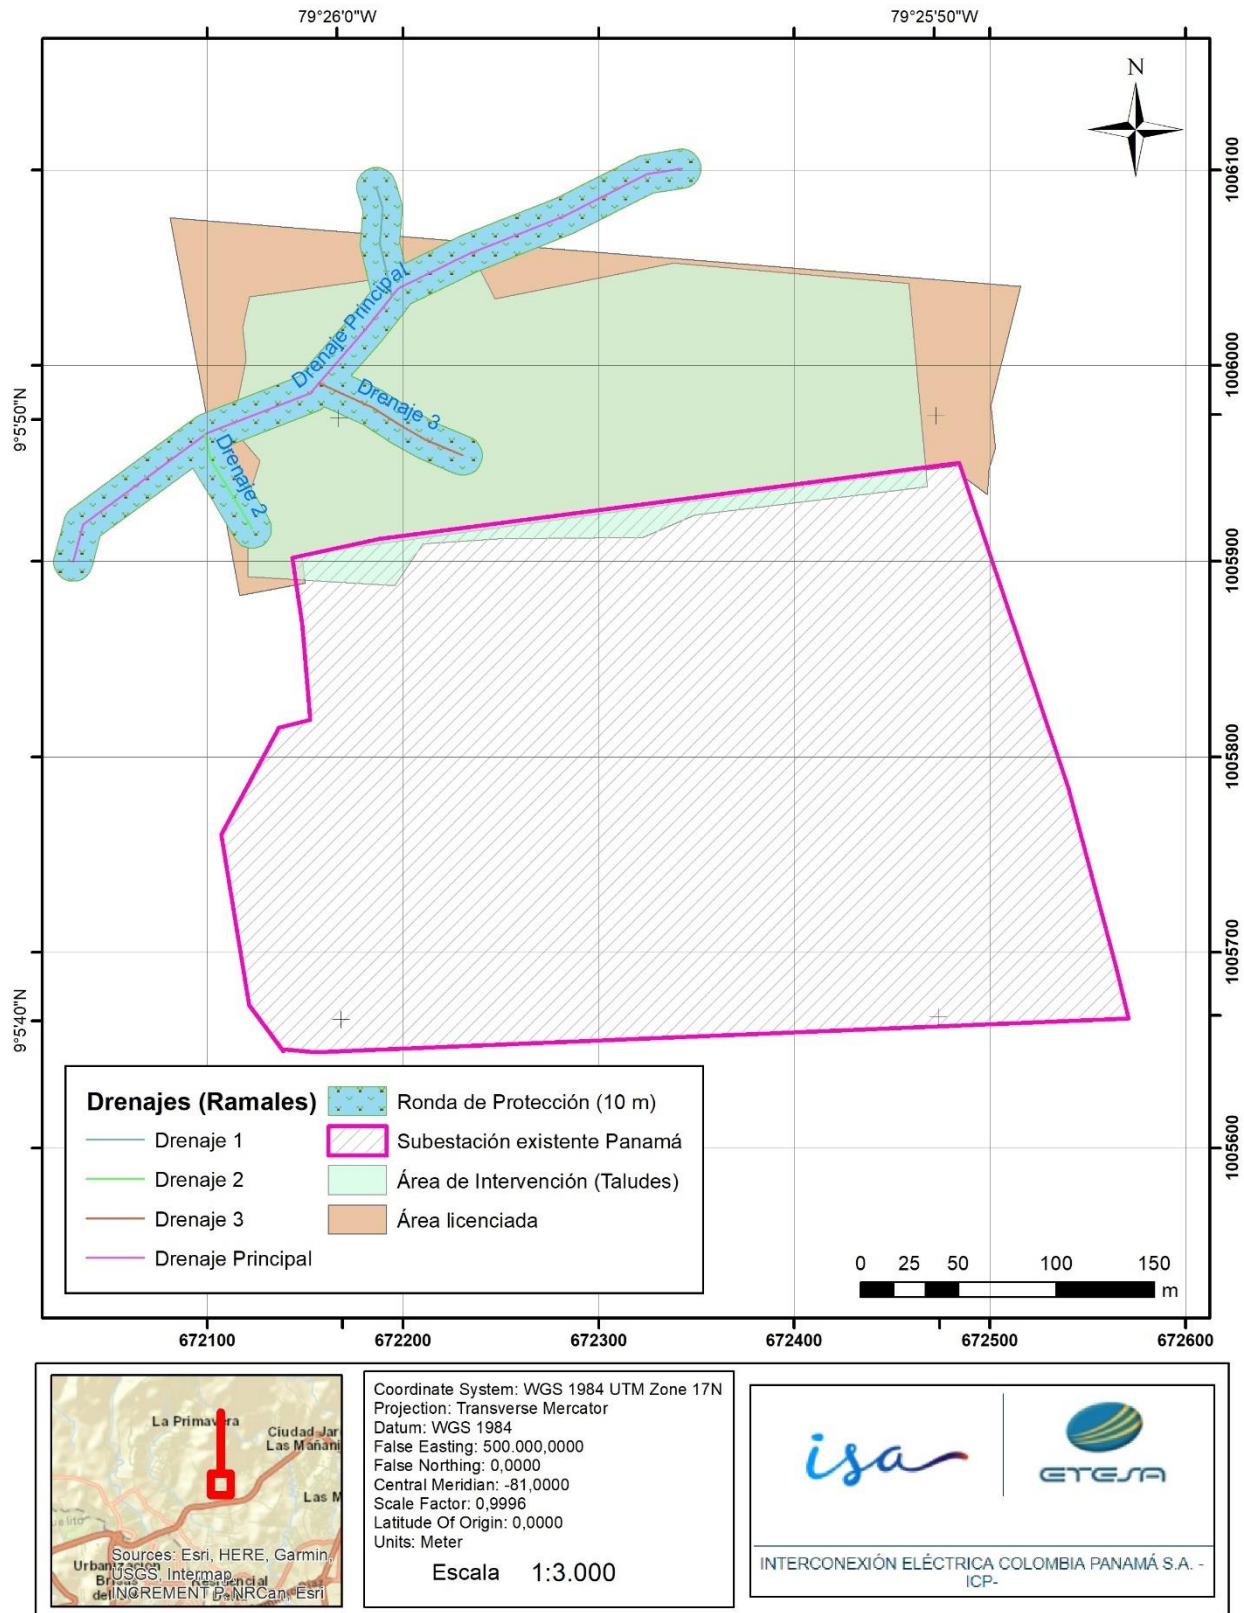 79°26'0"W
79°25'50"W
N
1006100
1006000
9°5'50"N
Drenaje Principal
Drenaje 3
Drenaje 2
1005900
1005800
1005700
9°5'40"N
1005600
Drenajes (Ramales)
Drenaje 1
Drenaje 2
Drenaje 3
Drenaje Principal
Ronda de Protección (10 m)
Subestación existente Panamá
Área de Intervención (Taludes)
Área licenciada
0 25 50 100 150
m
672100 672200 672300 672400 672500 672600
La Primavera
Ciudad Jar
Las Mañani
Las M
Sources: Esri, HERE, Garmin,
USGS, Intermap,
INCREMENT P, NRCan, Esri
Coordinate System: WGS 1984 UTM Zone 17N
Projection: Transverse Mercator
Datum: WGS 1984
False Easting: 500.000,0000
False Northing: 0,0000
Central Meridian: -81,0000
Scale Factor: 0,9996
Latitude Of Origin: 0,0000
Units: Meter
Escala 1:3.000
isa
ETESA
INTERCONEXIÓN ELÉCTRICA COLOMBIA PANAMÁ S.A. -
ICP-